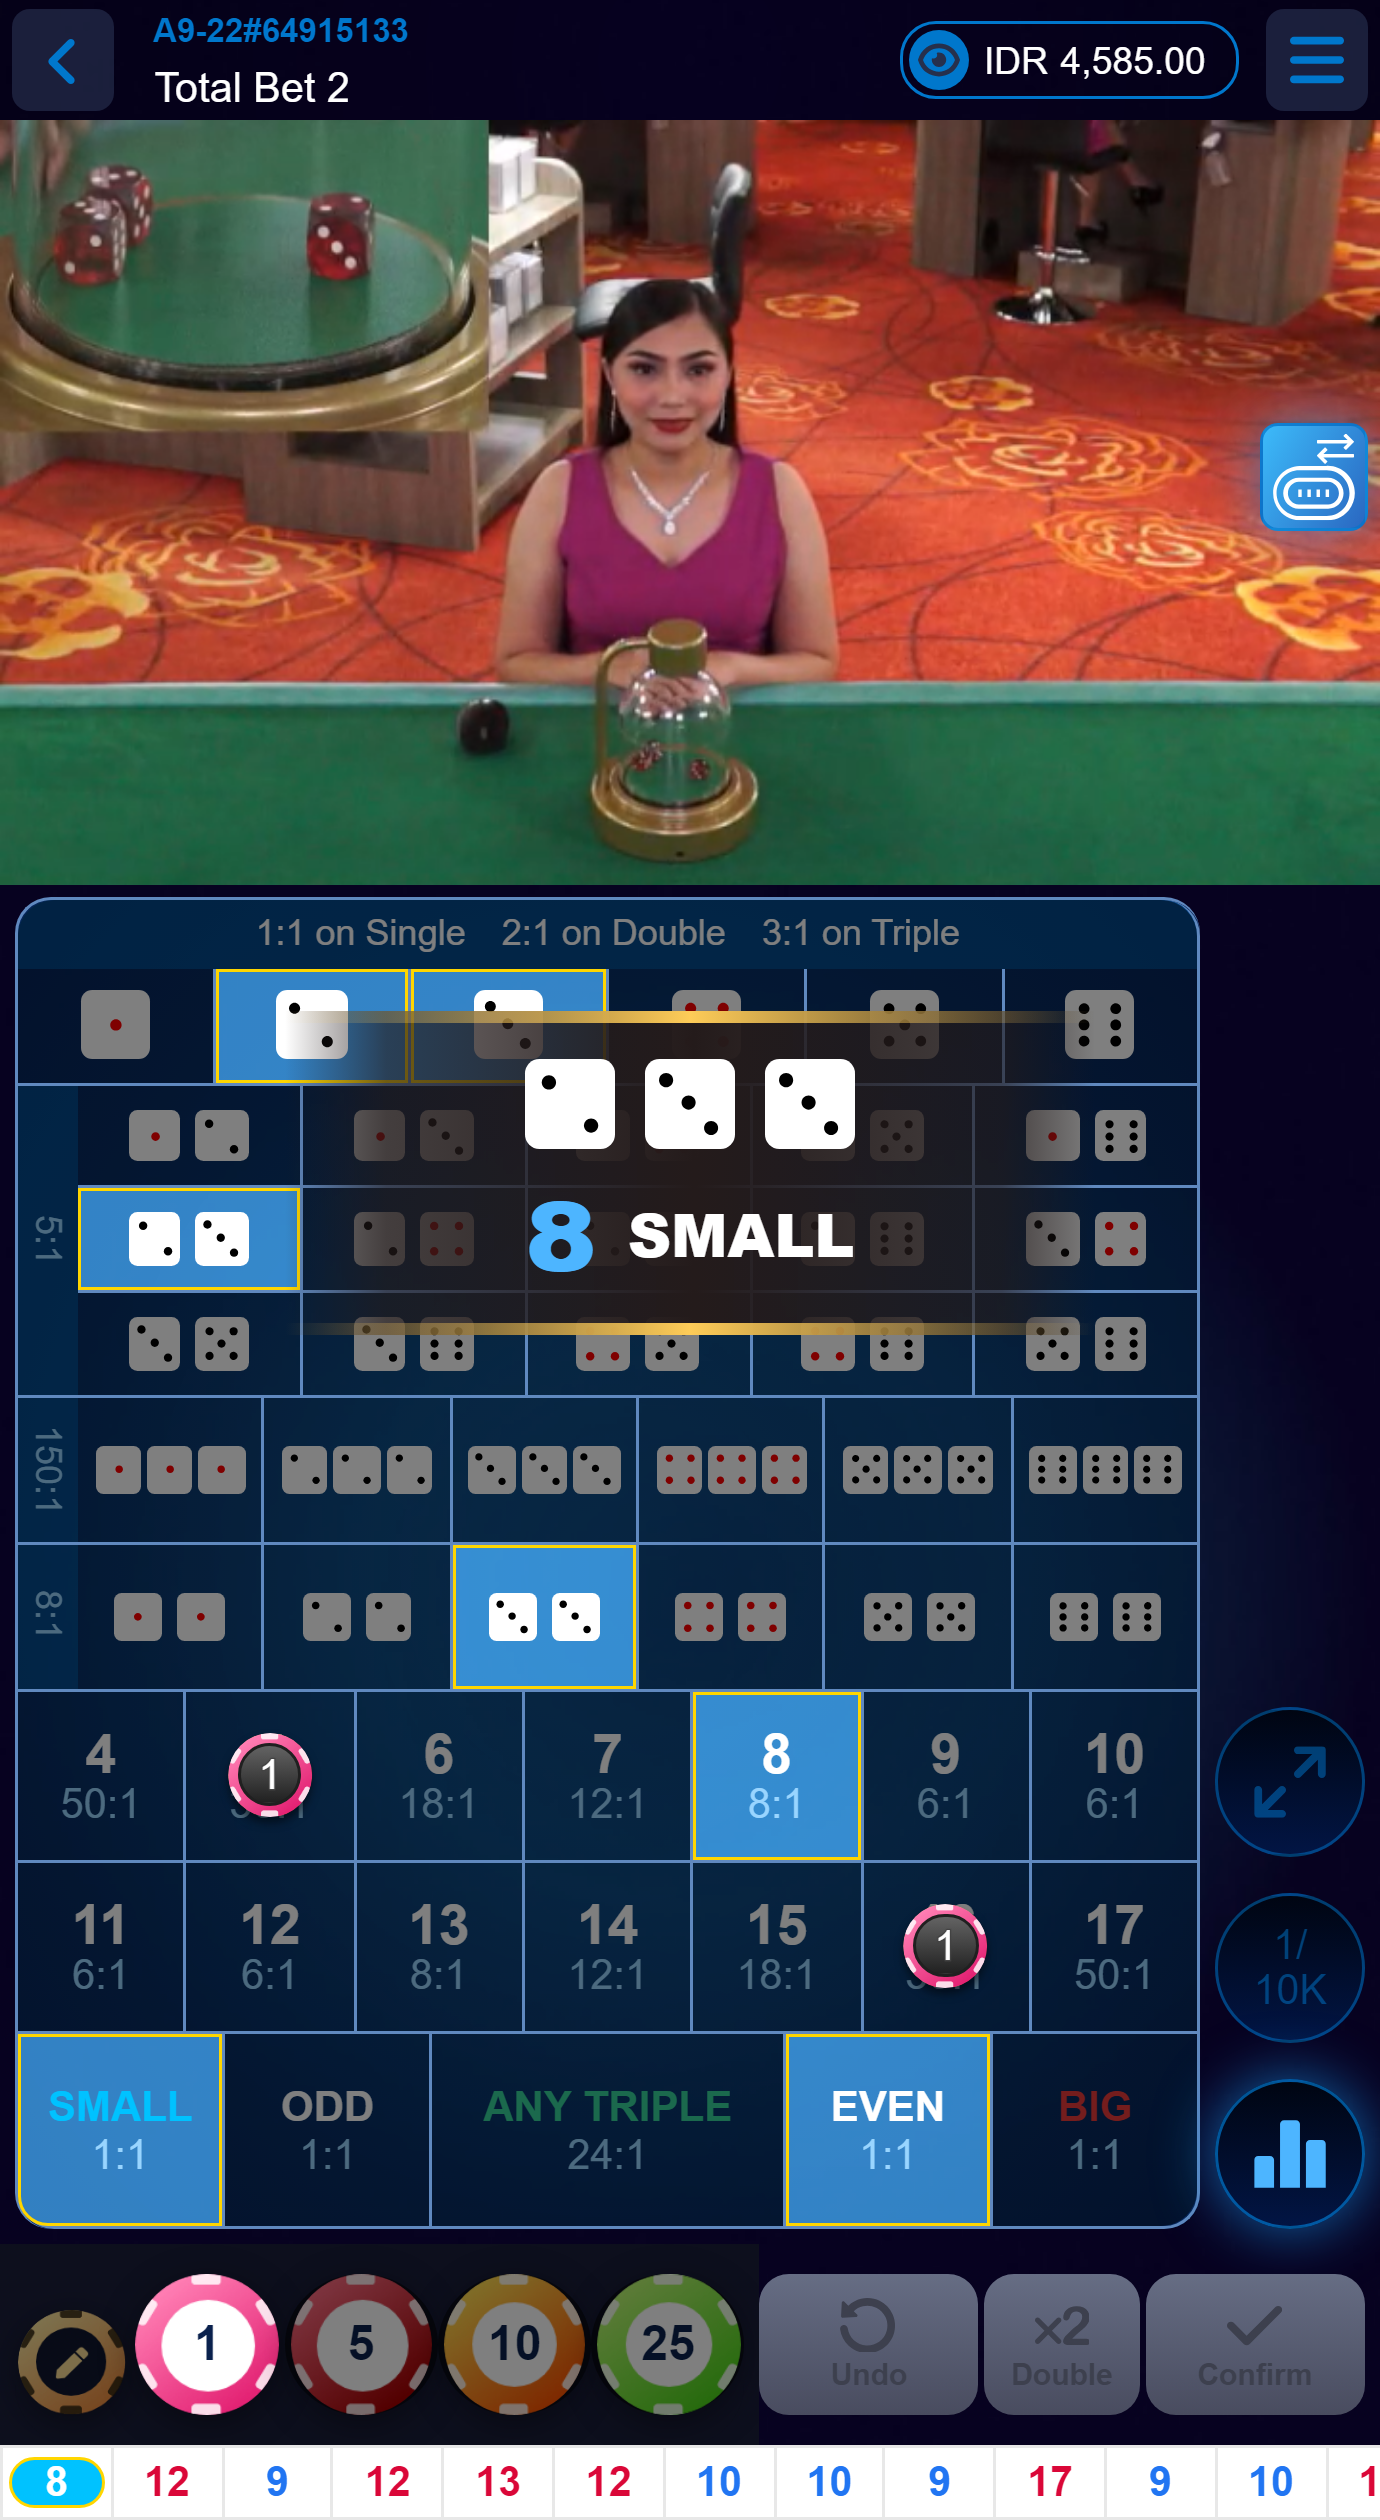 A9-22#64915133
Total Bet 2
IDR 4,585.00
1:1 on Single 2:1 on Double 3:1 on Triple
8 SMALL
5:1
150:1
8:1
4 6 7 8 9 10
50:1 18:1 12:1 8:1 6:1 6:1
1
11 12 13 14 15 17
6:1 6:1 8:1 12:1 18:1 50:1
1
1/
10K
SMALL ODD ANY TRIPLE EVEN BIG
1:1 1:1 24:1 1:1 1:1
1 5 10 25
Undo Double Confirm
x2
8 12 9 12 13 12 10 10 9 17 9 10